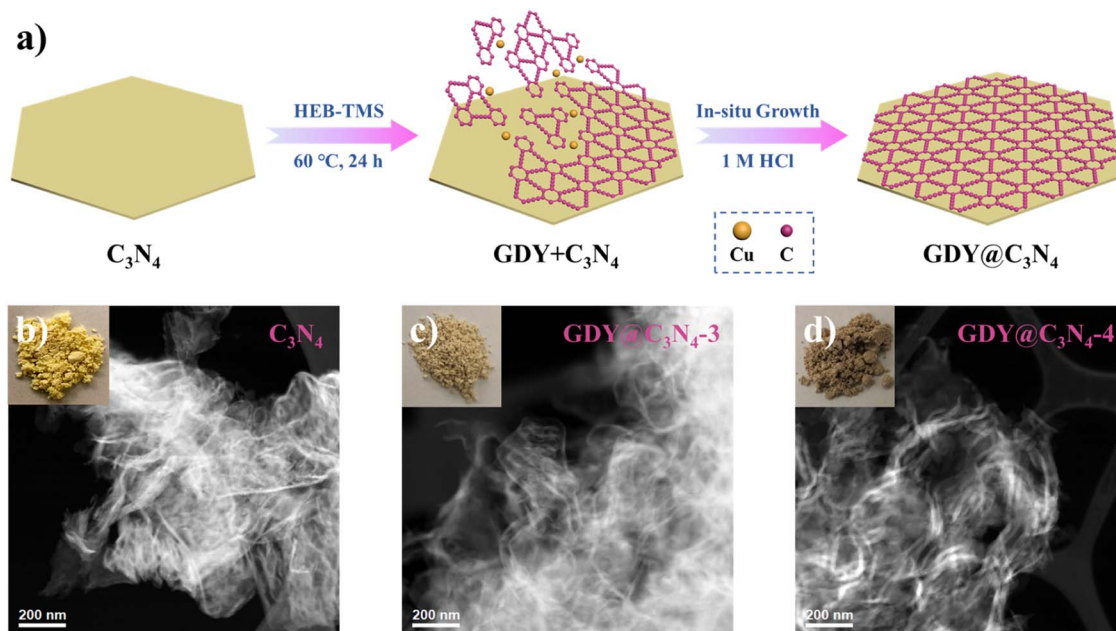 a)
HEB-TMS
60 °C, 24 h
In-situ Growth
1 M HCl
Cu
C
C₃N₄
GDY+C₃N₄
GDY@C₃N₄
b)
C₃N₄
200 nm
c)
GDY@C₃N₄-3
200 nm
d)
GDY@C₃N₄-4
200 nm